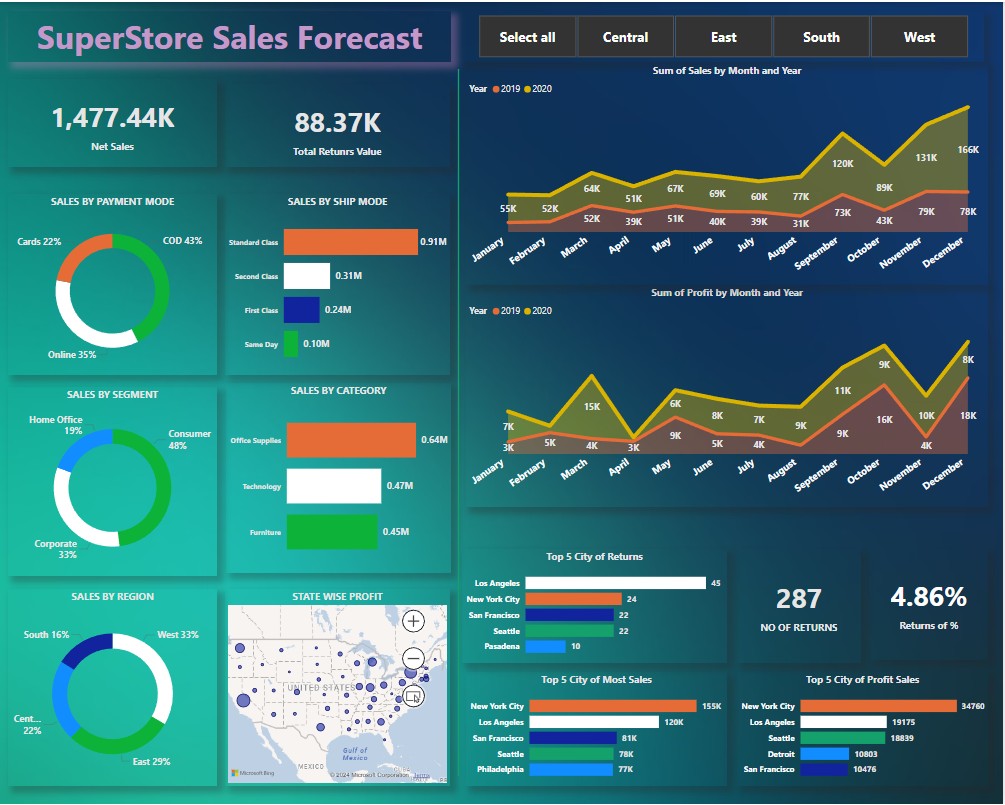 SuperStore Sales Forecast
Select all
Central
East
South
West
1,477.44K
Net Sales
88.37K
Total Retunrs Value
SALES BY PAYMENT MODE
Cards 22%
COD 43%
Online 35%
SALES BY SHIP MODE
Standard Class 0.91M
Second Class 0.31M
First Class 0.24M
Same Day 0.10M
SALES BY SEGMENT
Home Office
19%
Consumer
48%
Corporate
33%
SALES BY CATEGORY
Office Supplies 0.64M
Technology 0.47M
Furniture 0.45M
SALES BY REGION
South 16%
West 33%
Cent...
22%
East 29%
STATE WISE PROFIT
UNITED STATES
Gulf of
Mexico
MEXICO
CUBA
Microsoft Bing
© 2024 Microsoft Corporation Terms
Sum of Sales by Month and Year
Year 2019 2020
55K 52K 64K 51K 67K 69K 60K 77K 120K 89K 131K 166K
52K 39K 51K 40K 39K 31K 73K 43K 79K 78K
January February March April May June July August September October November December
Sum of Profit by Month and Year
Year 2019 2020
7K 15K 6K 8K 7K 9K 11K 9K 10K 8K
3K 5K 4K 3K 9K 5K 4K 9K 16K 4K 18K
January February March April May June July August September October November December
Top 5 City of Returns
Los Angeles 45
New York City 24
San Francisco 22
Seattle 22
Pasadena 10
287
NO OF RETURNS
4.86%
Returns of %
Top 5 City of Most Sales
New York City 155K
Los Angeles 120K
San Francisco 81K
Seattle 78K
Philadelphia 77K
Top 5 City of Profit Sales
New York City 34760
Los Angeles 19175
Seattle 18839
Detroit 10803
San Francisco 10476